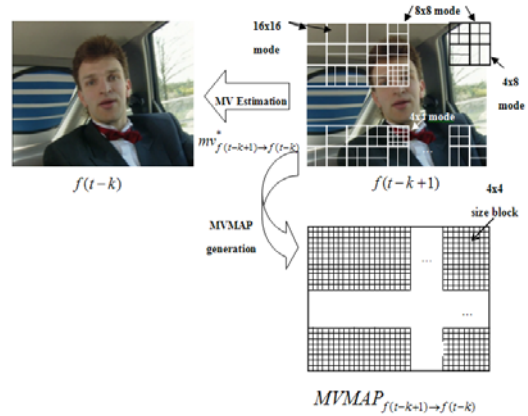 8x8 mode
16x16
mode
4x8
mode
MV Estimation
4x4 mode
mv*f(t-k+1)→f(t-k)
...
f(t-k)
f(t-k+1)
4x4
size block
MVMAP
generation
...
...
MVMAPf(t-k+1)→f(t-k)